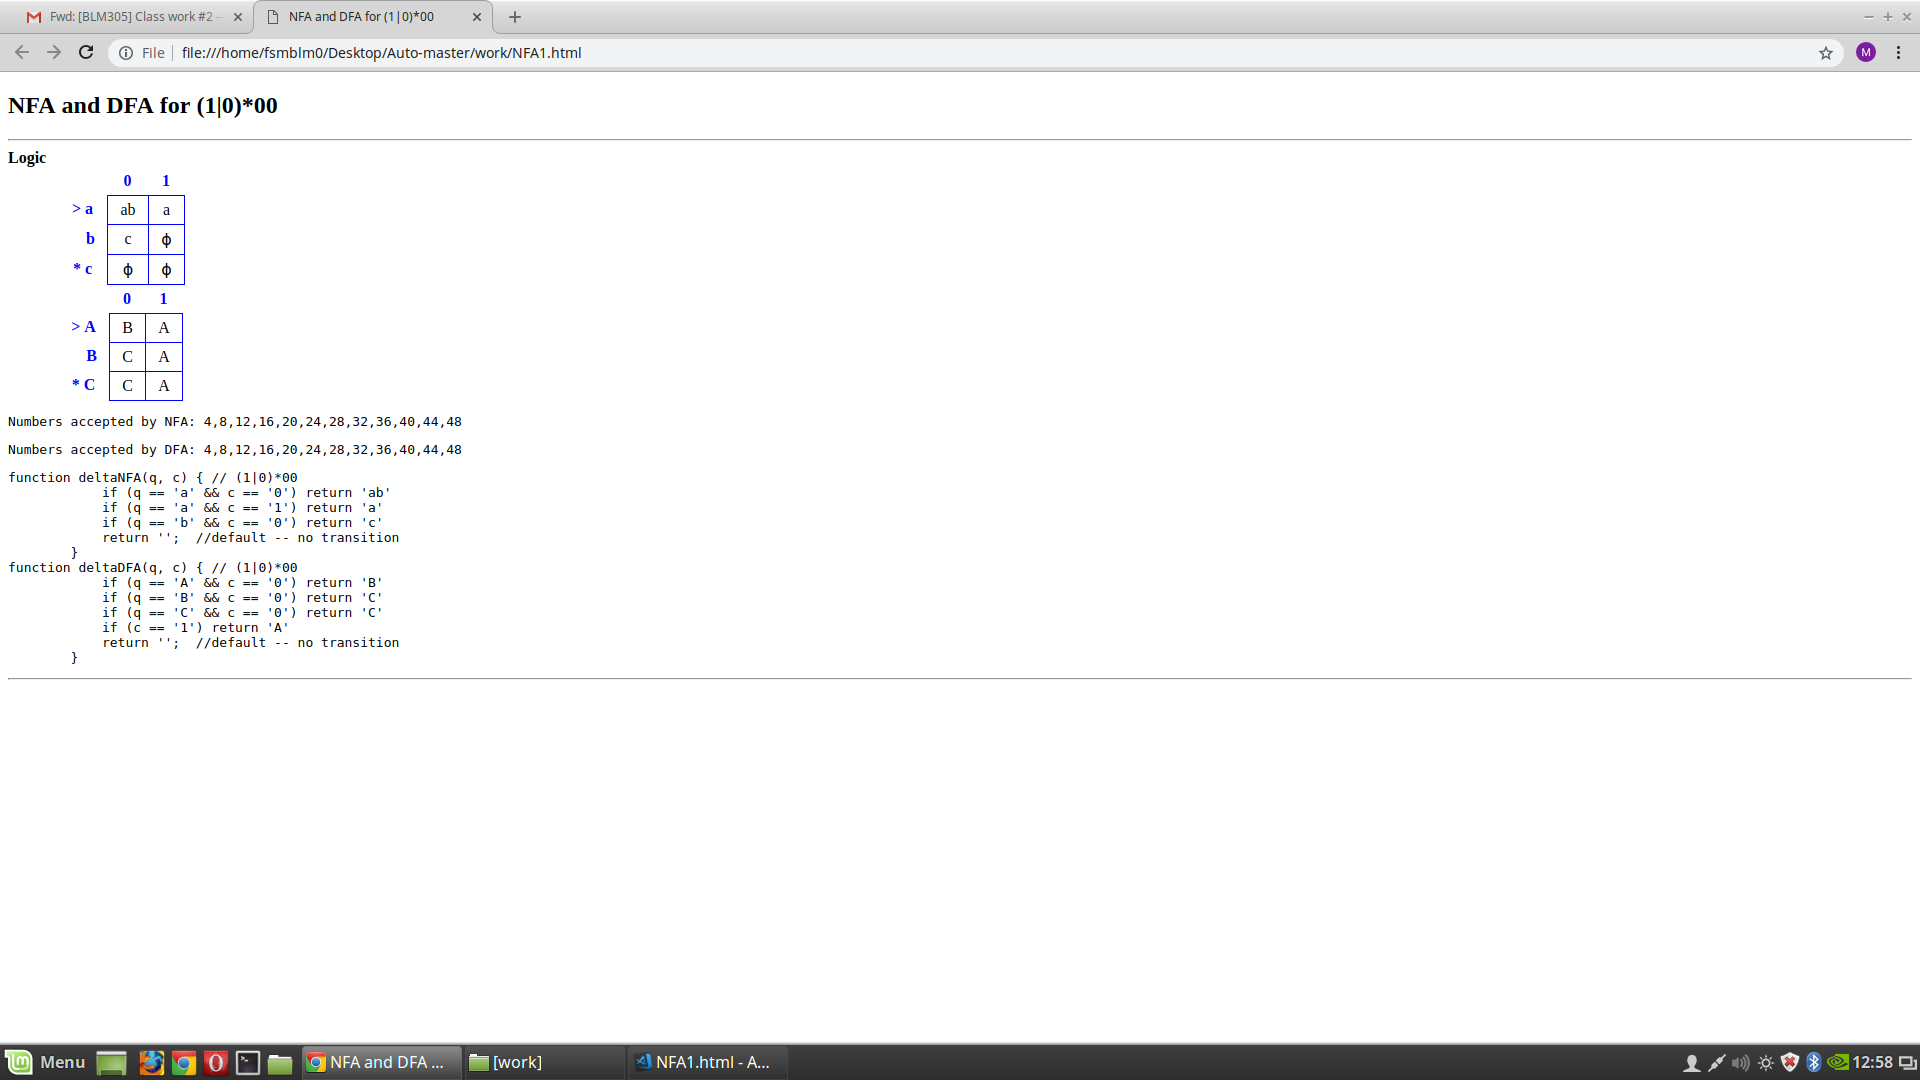 Fwd: [BLM305] Class work #2 -
NFA and DFA for (1|0)*00
File
file:///home/fsmblm0/Desktop/Auto-master/work/NFA1.html
M
NFA and DFA for (1|0)*00
Logic
0 1
> a ab a
b c ϕ
* c ϕ ϕ
0 1
> A B A
B C A
* C C A
Numbers accepted by NFA: 4,8,12,16,20,24,28,32,36,40,44,48
Numbers accepted by DFA: 4,8,12,16,20,24,28,32,36,40,44,48
function deltaNFA(q, c) { // (1|0)*00
if (q == 'a' && c == '0') return 'ab'
if (q == 'a' && c == '1') return 'a'
if (q == 'b' && c == '0') return 'c'
return '';  //default -- no transition
}
function deltaDFA(q, c) { // (1|0)*00
if (q == 'A' && c == '0') return 'B'
if (q == 'B' && c == '0') return 'C'
if (q == 'C' && c == '0') return 'C'
if (c == '1') return 'A'
return '';  //default -- no transition
}
Menu
NFA and DFA ...
[work]
NFA1.html - A...
12:58